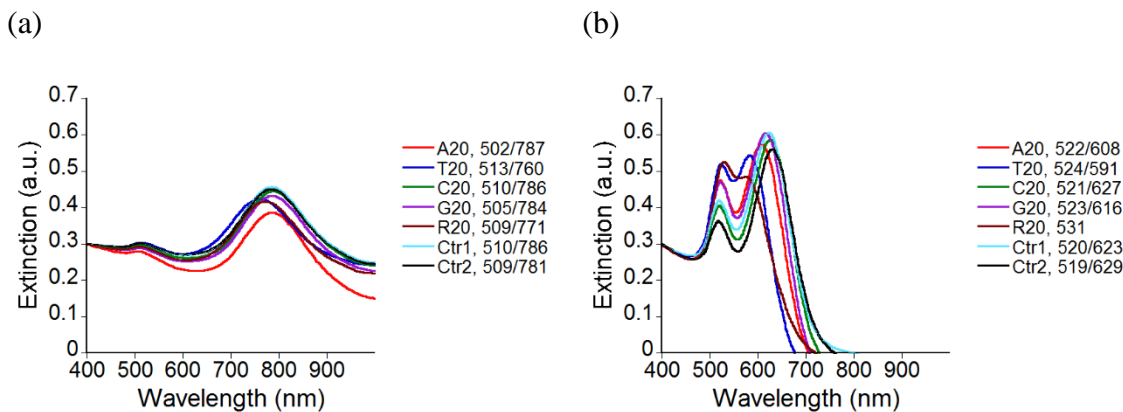 (a)
(b)
0.7
0.6
0.5
0.4
0.3
0.2
0.1
0
400 500 600 700 800 900
Extinction (a.u.)
Wavelength (nm)
A20, 502/787
T20, 513/760
C20, 510/786
G20, 505/784
R20, 509/771
Ctr1, 510/786
Ctr2, 509/781
0.7
0.6
0.5
0.4
0.3
0.2
0.1
0
400 500 600 700 800 900
Extinction (a.u.)
Wavelength (nm)
A20, 522/608
T20, 524/591
C20, 521/627
G20, 523/616
R20, 531
Ctr1, 520/623
Ctr2, 519/629